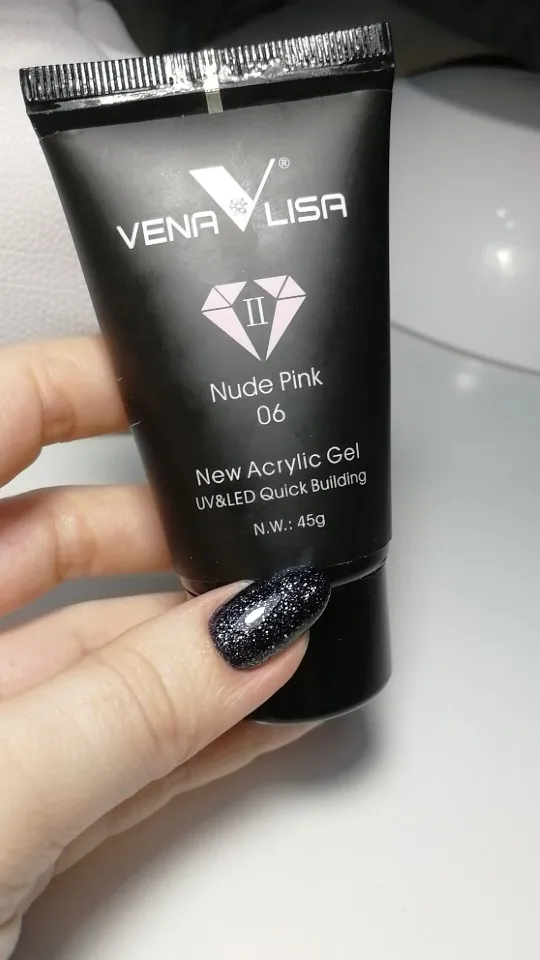 VENA LISA ®
II
Nude Pink
06
New Acrylic Gel
UV&LED Quick Building
N.W.: 45g